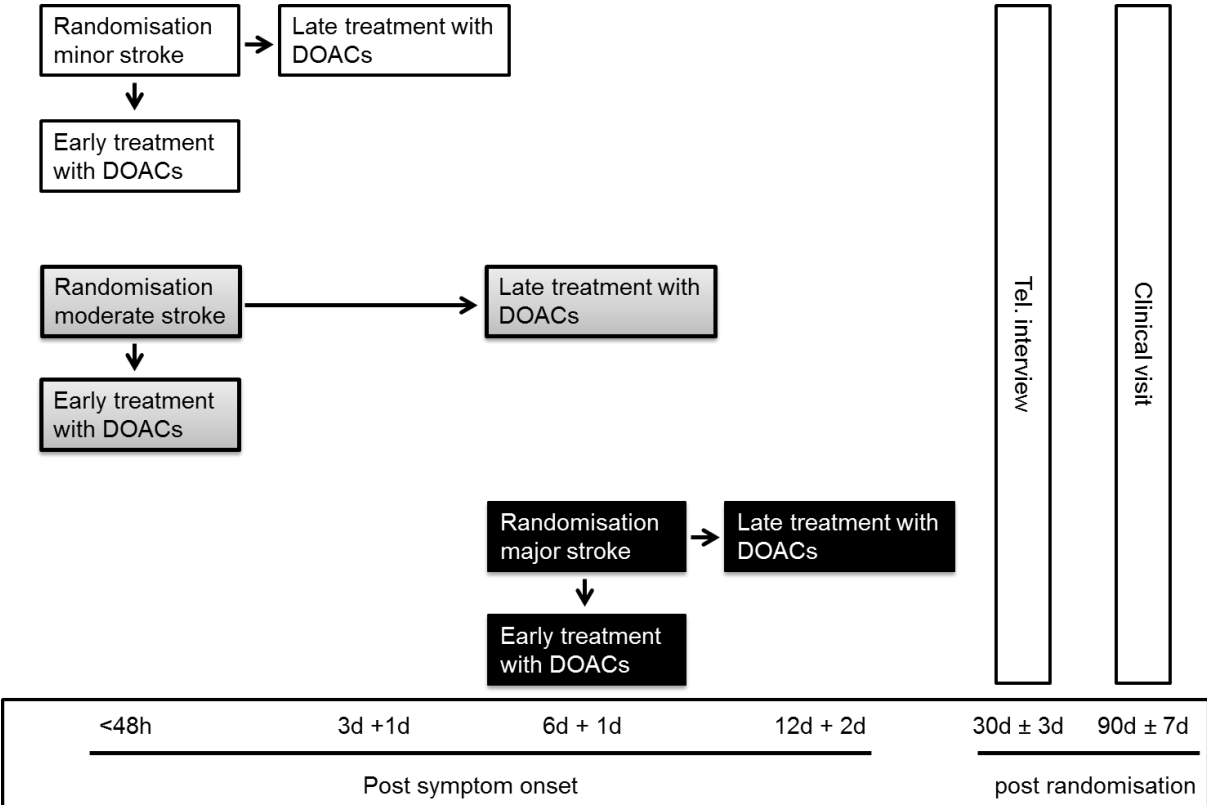 Randomisation
minor stroke
Late treatment with
DOACs
Early treatment
with DOACs
Randomisation
moderate stroke
Late treatment with
DOACs
Early treatment
with DOACs
Randomisation
major stroke
Late treatment with
DOACs
Early treatment
with DOACs
Tel. interview
Clinical visit
<48h
3d +1d
6d + 1d
12d + 2d
30d ± 3d
90d ± 7d
Post symptom onset
post randomisation